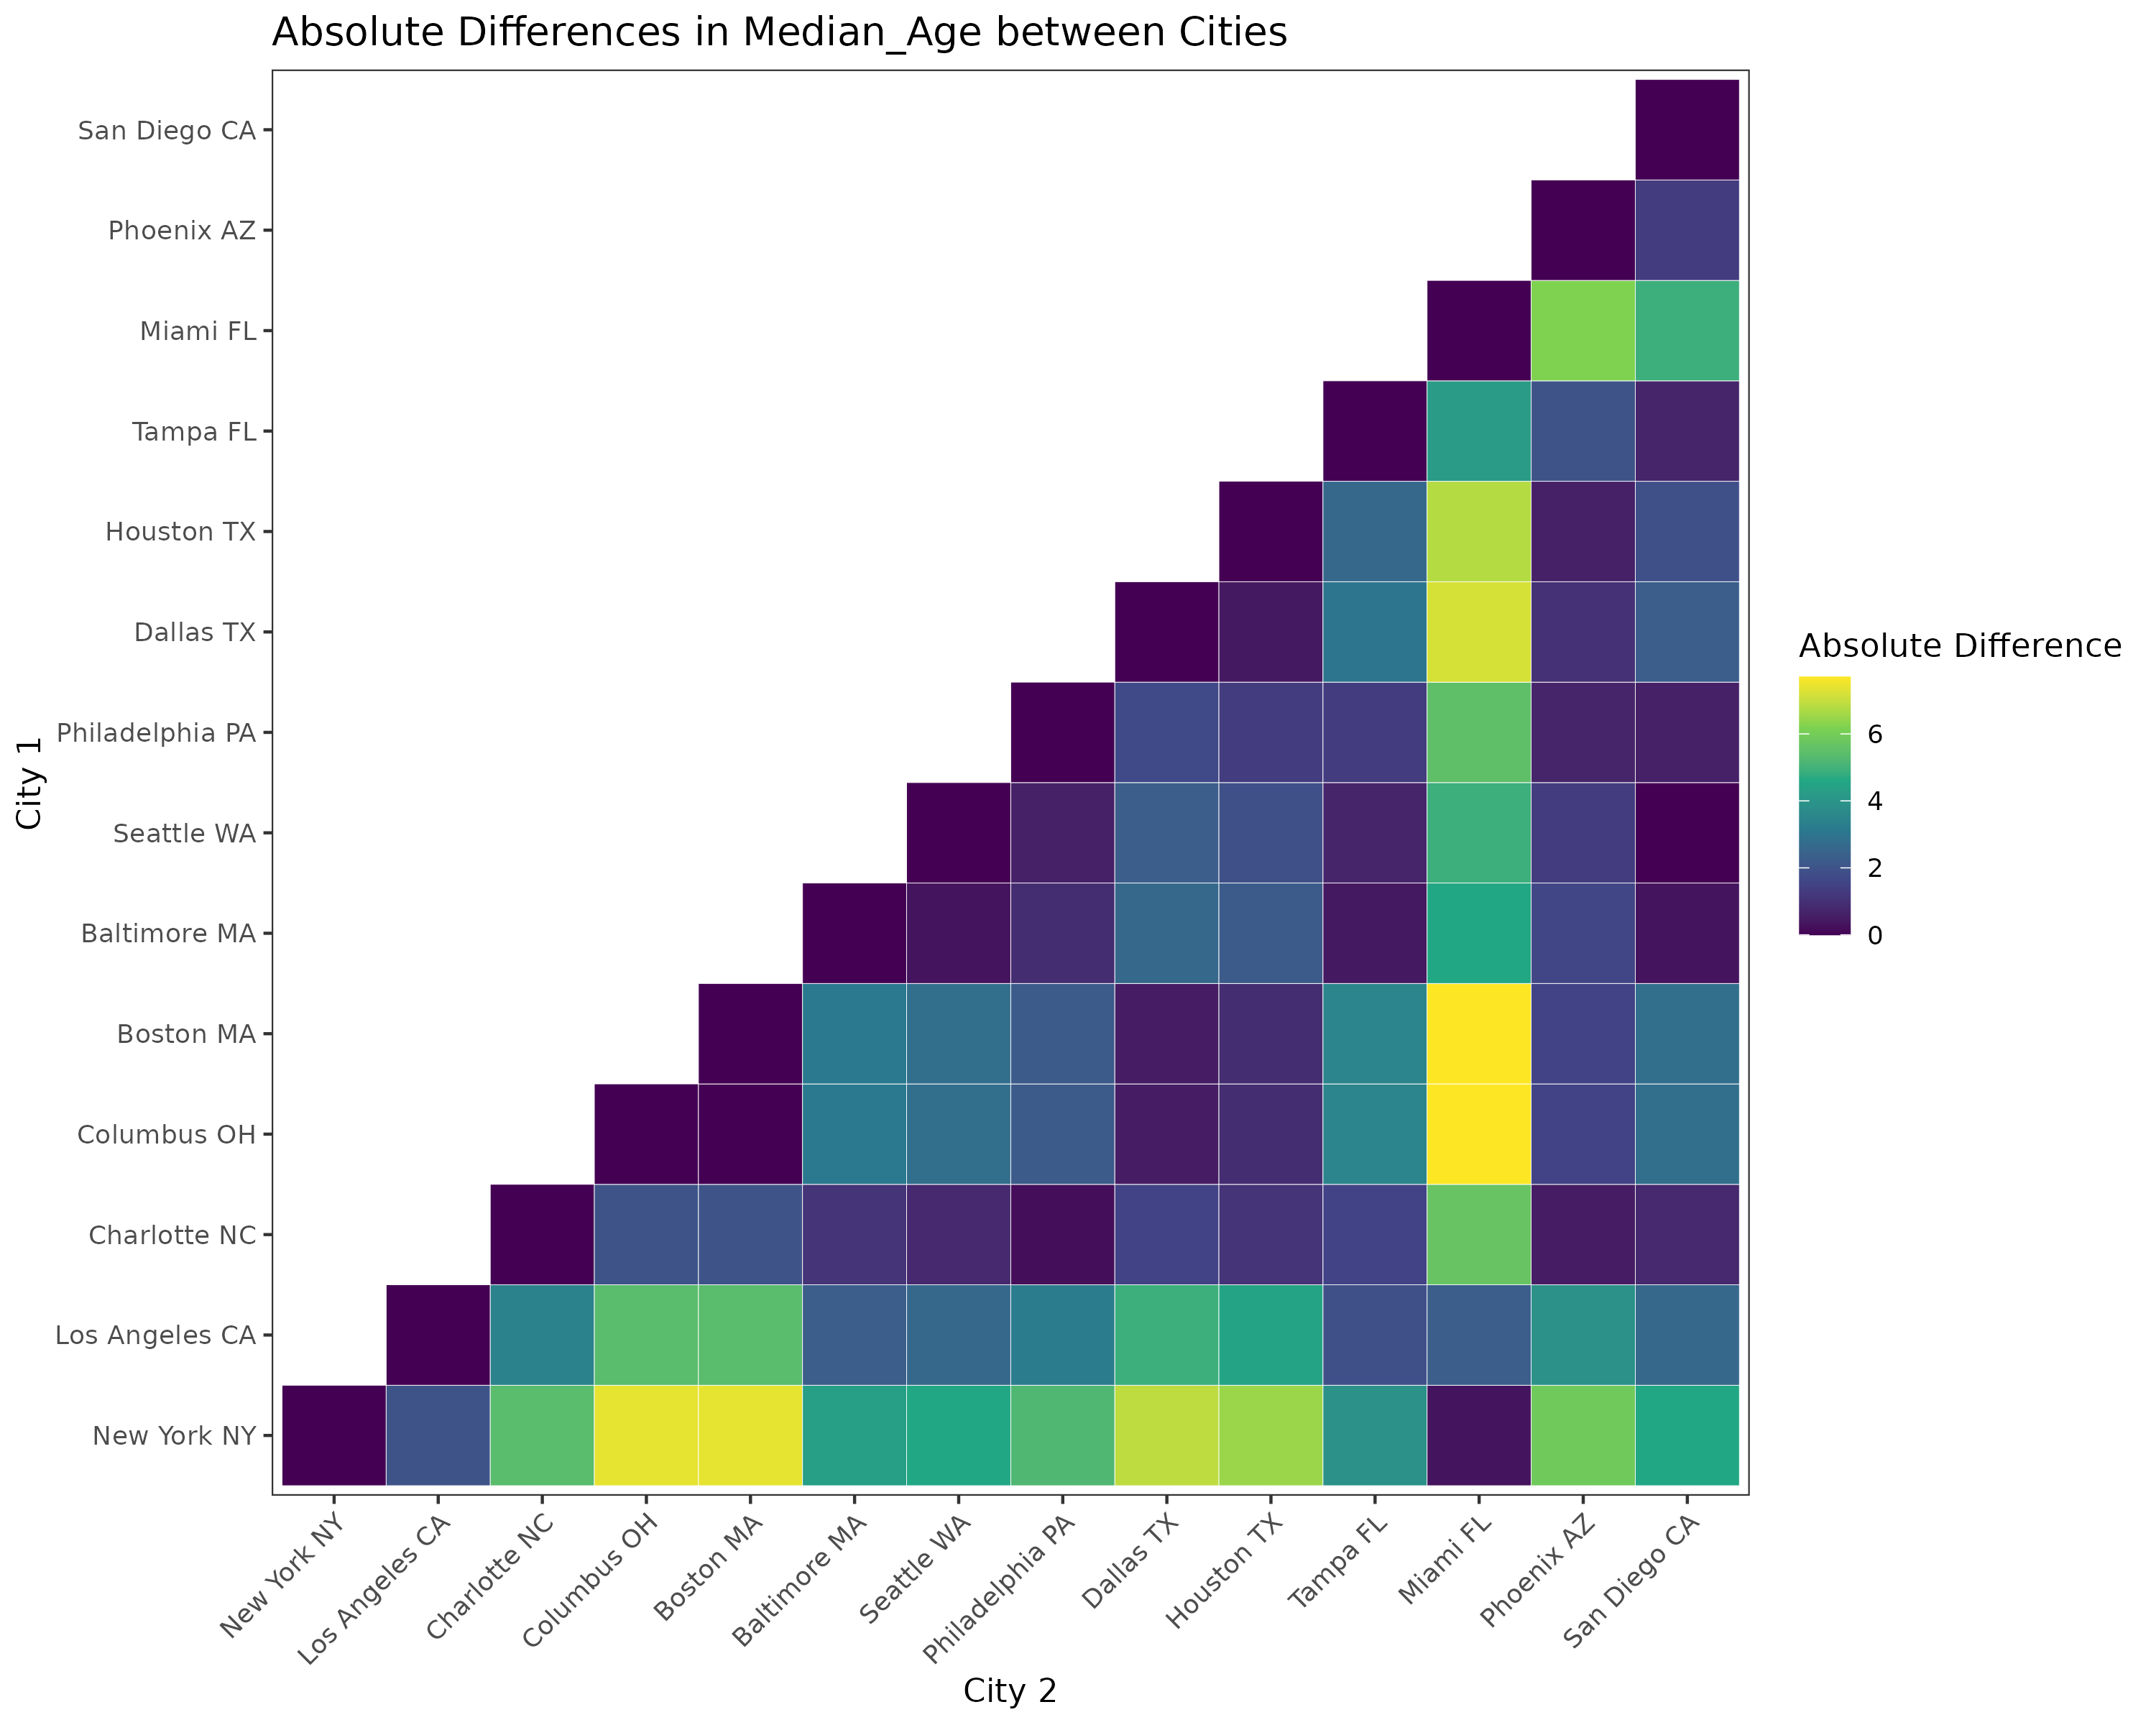 Absolute Differences in Median_Age between Cities
City 1
San Diego CA
Phoenix AZ
Miami FL
Tampa FL
Houston TX
Dallas TX
Philadelphia PA
Seattle WA
Baltimore MA
Boston MA
Columbus OH
Charlotte NC
Los Angeles CA
New York NY
New York NY
Los Angeles CA
Charlotte NC
Columbus OH
Boston MA
Baltimore MA
Seattle WA
Philadelphia PA
Dallas TX
Houston TX
Tampa FL
Miami FL
Phoenix AZ
San Diego CA
City 2
Absolute Difference
6
4
2
0